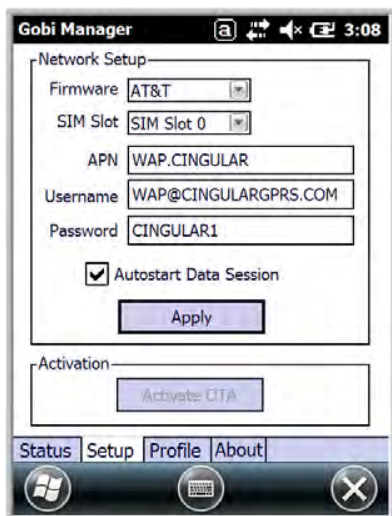 Gobi Manager a 3:08
Network Setup
Firmware AT&T
SIM Slot SIM Slot 0
APN WAP.CINGULAR
Username WAP@CINGULARGPRS.COM
Password CINGULAR1
Autostart Data Session
Apply
Activation
Activate OTA
Status Setup Profile About